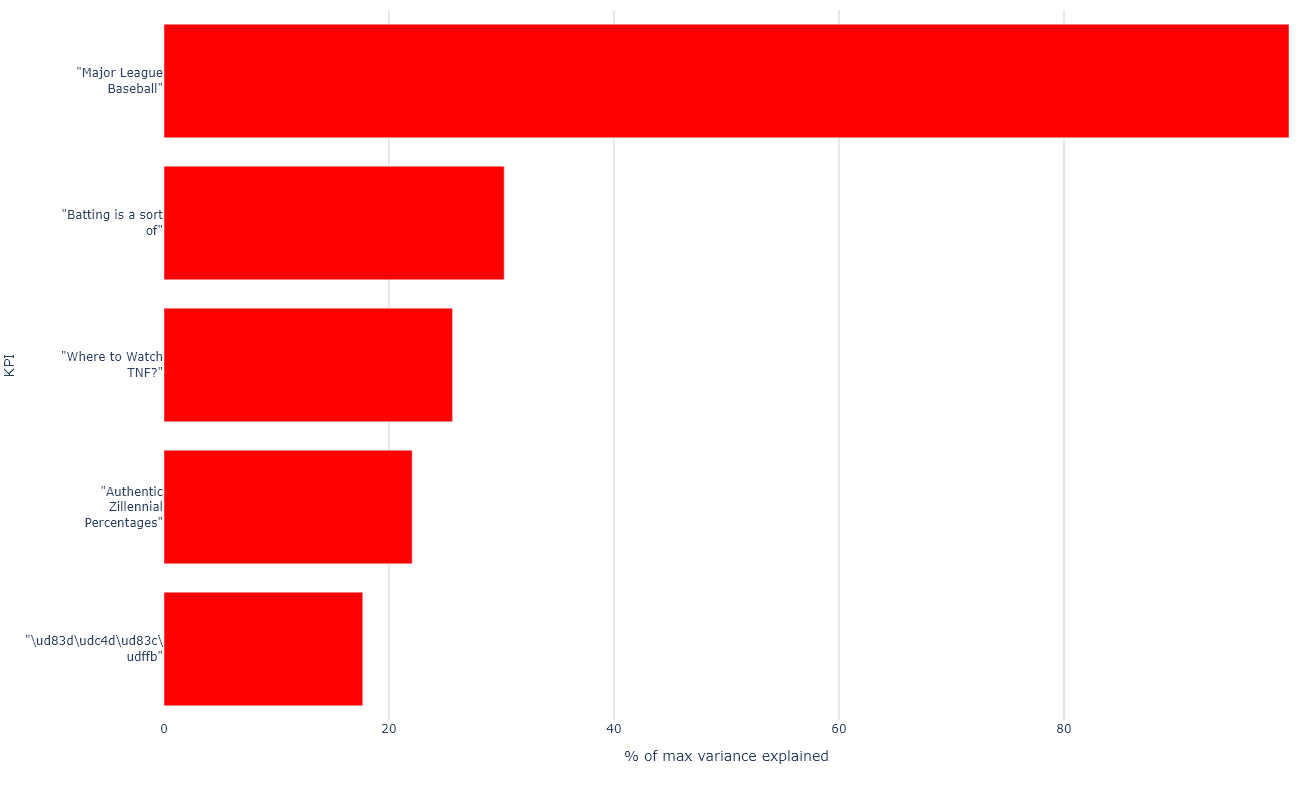 "Major League
Baseball"
"Batting is a sort
of"
"Where to Watch
TNF?"
"Authentic
Zillennial
Percentages"
"\ud83d\udc4d\ud83c\
udffb"
KPI
0
20
40
60
80
% of max variance explained